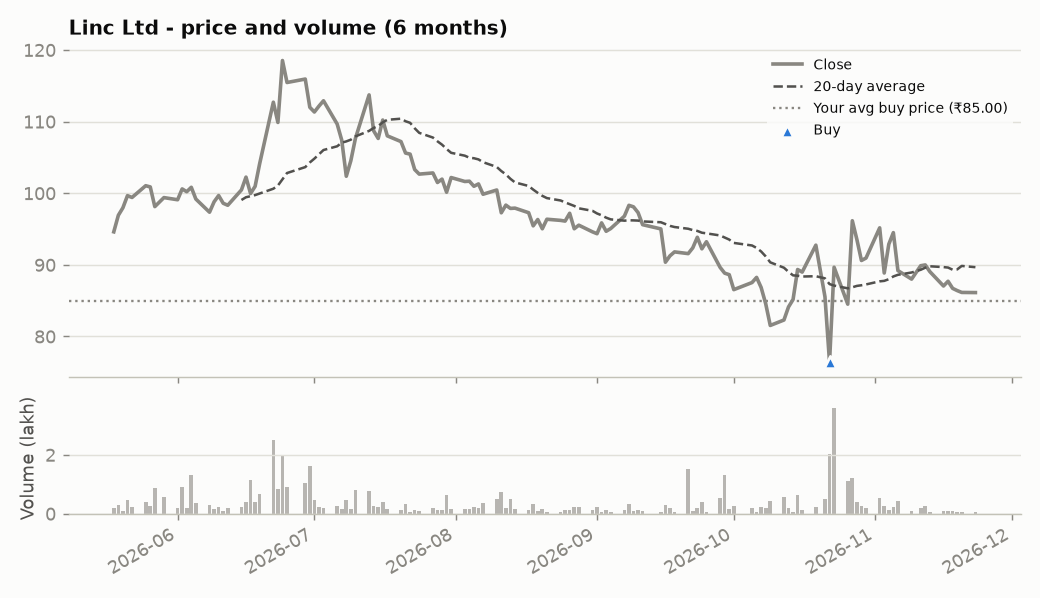 Linc Ltd - price and volume (6 months)
120
110
100
90
80
Close
20-day average
Your avg buy price (₹85.00)
Buy
Volume (lakh)
2
0
2026-06
2026-07
2026-08
2026-09
2026-10
2026-11
2026-12